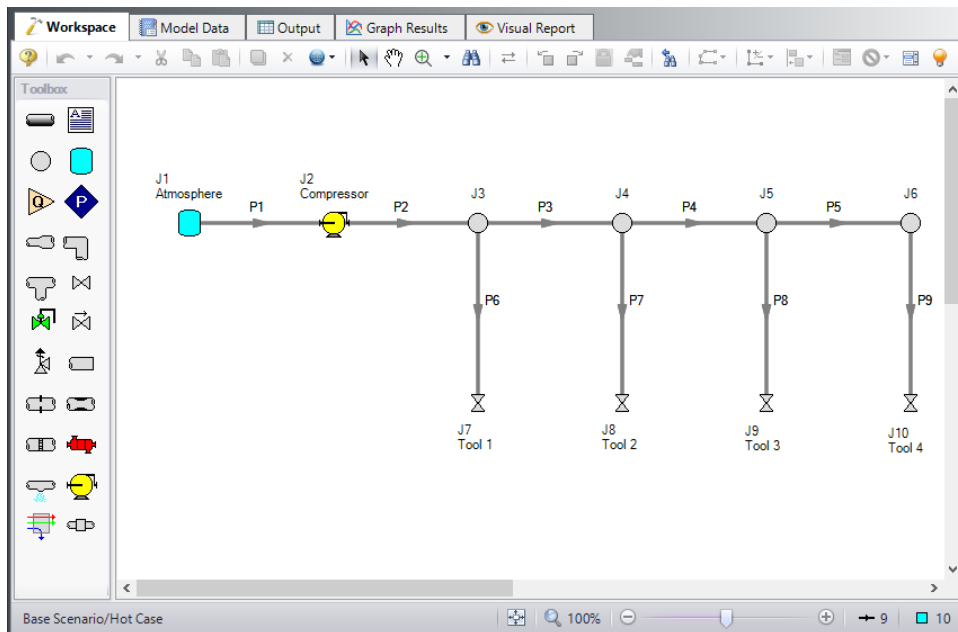 Workspace
Model Data
Output
Graph Results
Visual Report
Toolbox
A
Q
P
J1
Atmosphere
P1
J2
Compressor
P2
J3
P3
J4
P4
J5
P5
J6
P6
P7
P8
P9
J7
Tool 1
J8
Tool 2
J9
Tool 3
J10
Tool 4
Base Scenario/Hot Case
100%
9
10